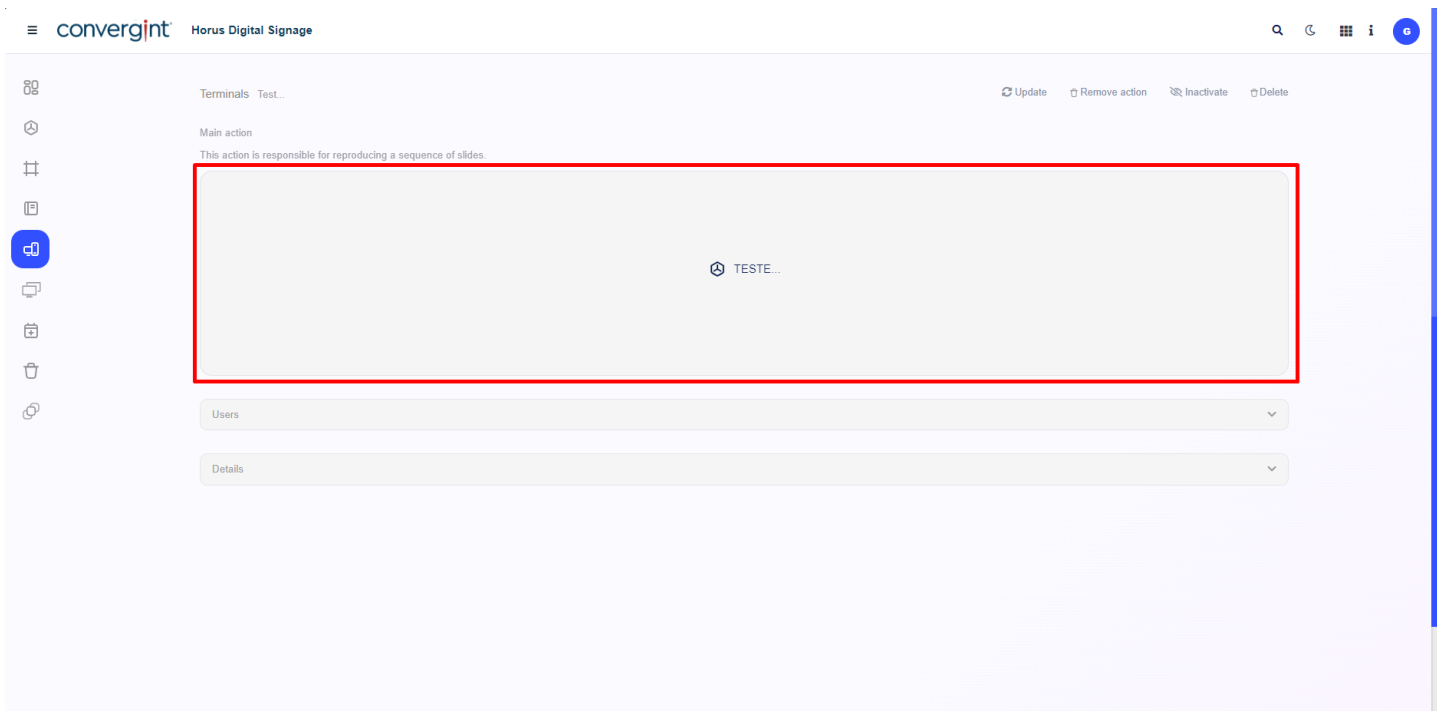 convergint Horus Digital Signage
G
Terminals Test... Update Remove action Inactivate Delete
Main action
This action is responsible for reproducing a sequence of slides.
TESTE...
Users
Details